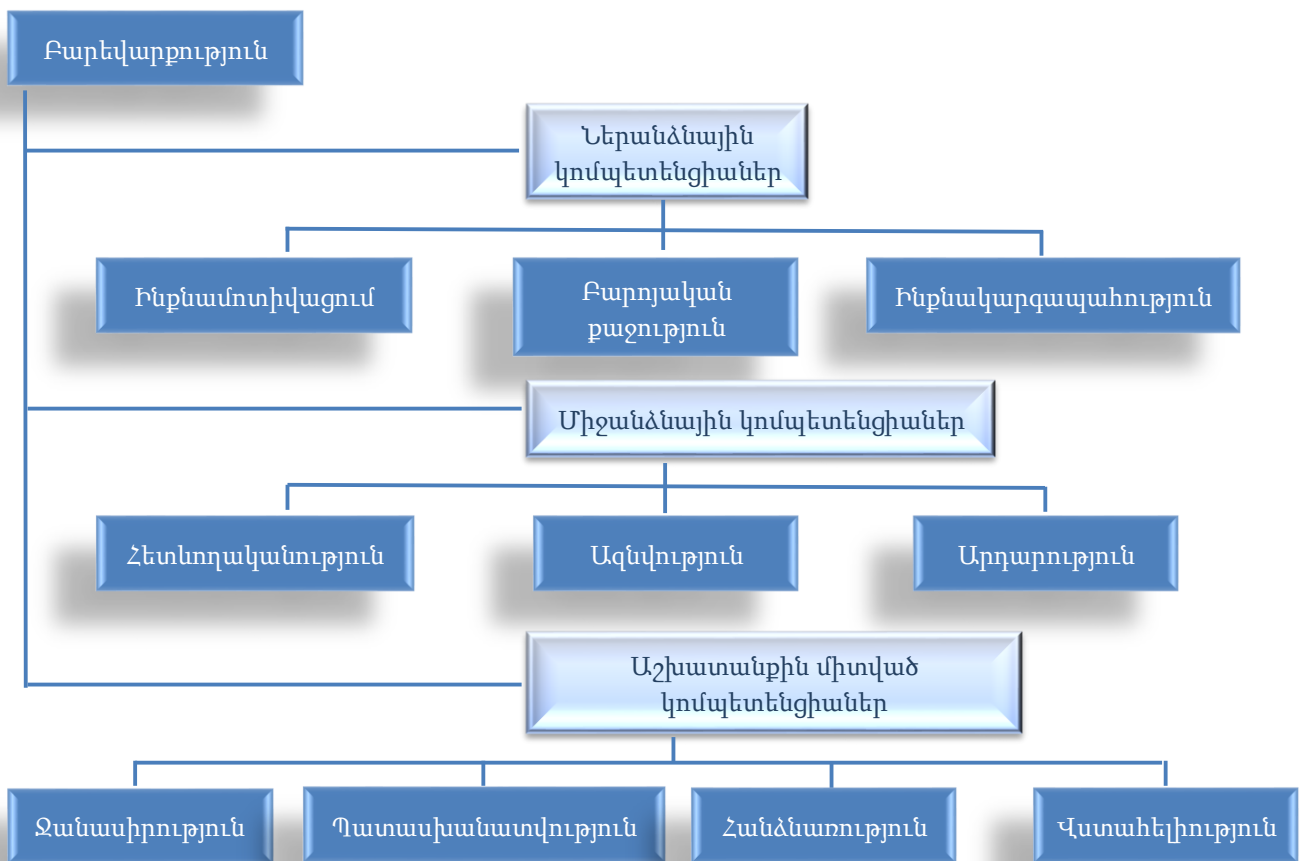 Բարեվարքություն
Ներանձնային
կոմպետենցիաներ
Ինքնամոտիվացում
Բարոյական
քաջություն
Ինքնակարգապահություն
Միջանձնային կոմպետենցիաներ
Հետևողականություն
Ազնվություն
Արդարություն
Աշխատանքին միտված
կոմպետենցիաներ
Ջանասիրություն
Պատասխանատվություն
Հանձնառություն
Վստահելիություն